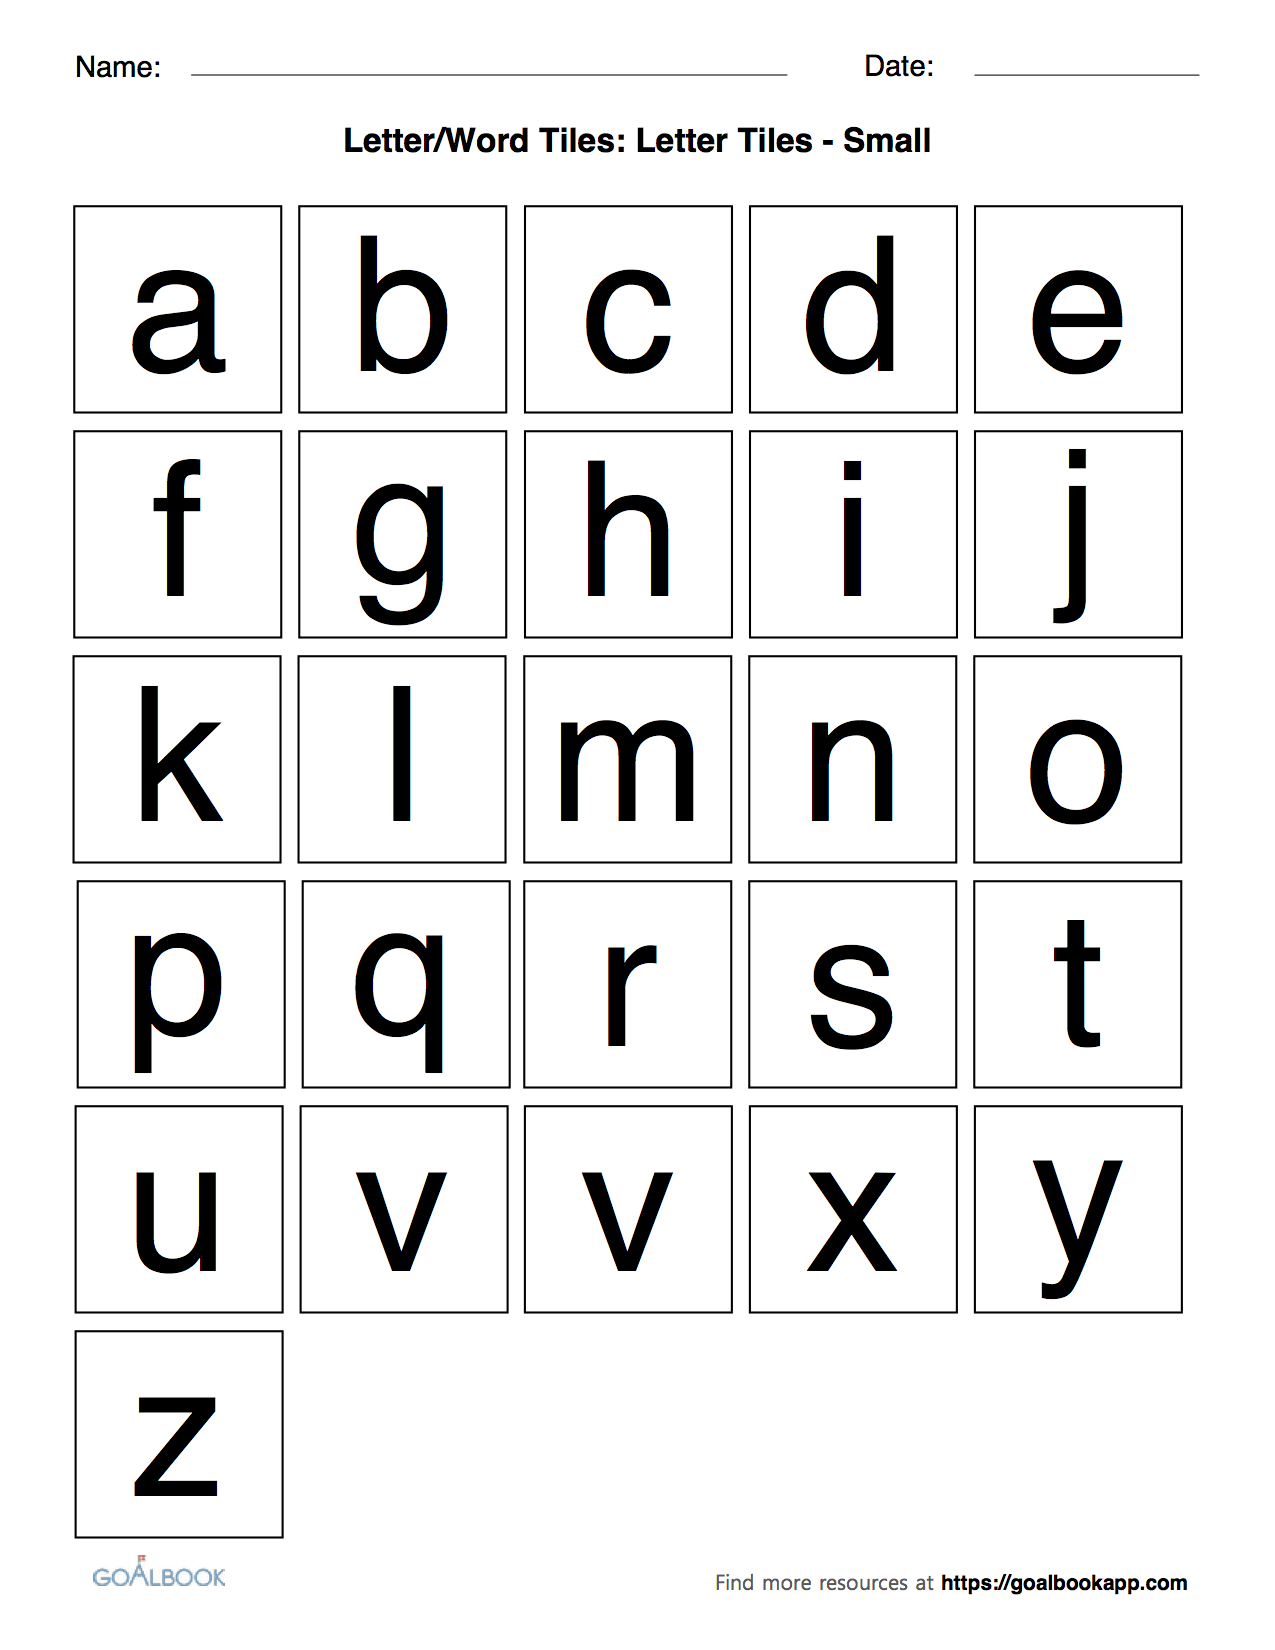 Name: Date:
Letter/Word Tiles: Letter Tiles - Small
a b c d e
f g h i j
k l m n o
p q r s t
u v v x y
z
GOALBOOK
Find more resources at https://goalbookapp.com